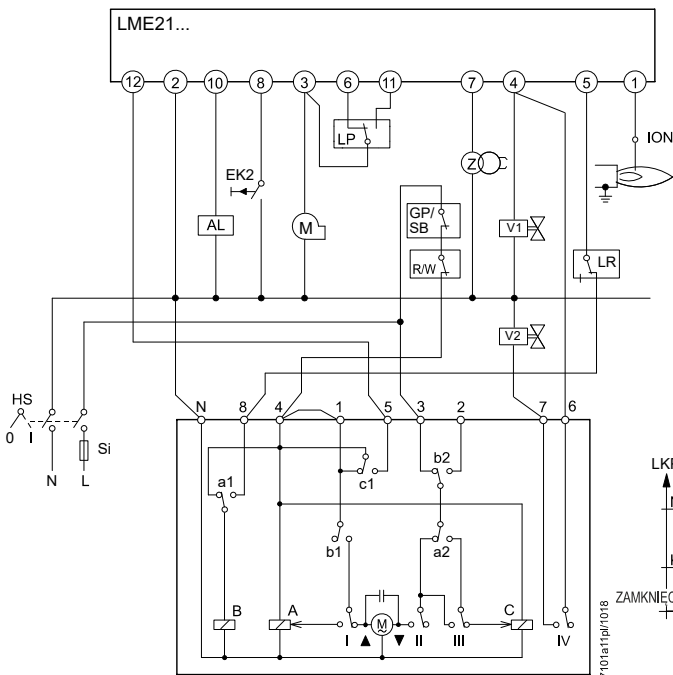 LME21...
12 2 10 8 3 6 11 7 4 5 1
LP
ION
EK2
Z
GP/
SB
AL
M
V1
R/W
LR
V2
HS
0 I
Si
N L
N 8 4 1 5 3 2 7 6
b2
c1
a1
b1
a2
LKP
N
ZAMKNIĘC
B A I M II III C IV
7101a11pl/1018